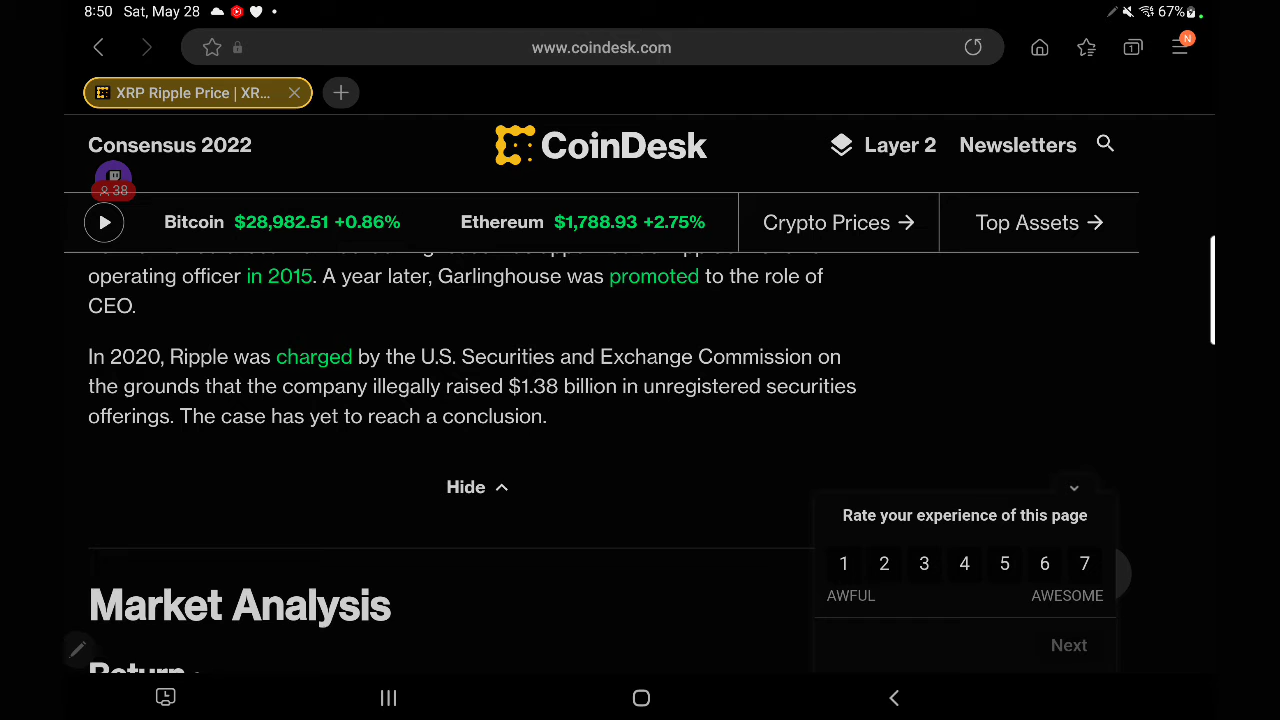 8:50 Sat, May 28
67%
www.coindesk.com
N
1
XRP Ripple Price | XR...
Consensus 2022
CoinDesk
Layer 2
Newsletters
38
Bitcoin $28,982.51 +0.86%
Ethereum $1,788.93 +2.75%
Crypto Prices →
Top Assets →
operating officer in 2015. A year later, Garlinghouse was promoted to the role of
CEO.
In 2020, Ripple was charged by the U.S. Securities and Exchange Commission on
the grounds that the company illegally raised $1.38 billion in unregistered securities
offerings. The case has yet to reach a conclusion.
Hide
Rate your experience of this page
1 2 3 4 5 6 7
AWFUL AWESOME
Next
Market Analysis
Return